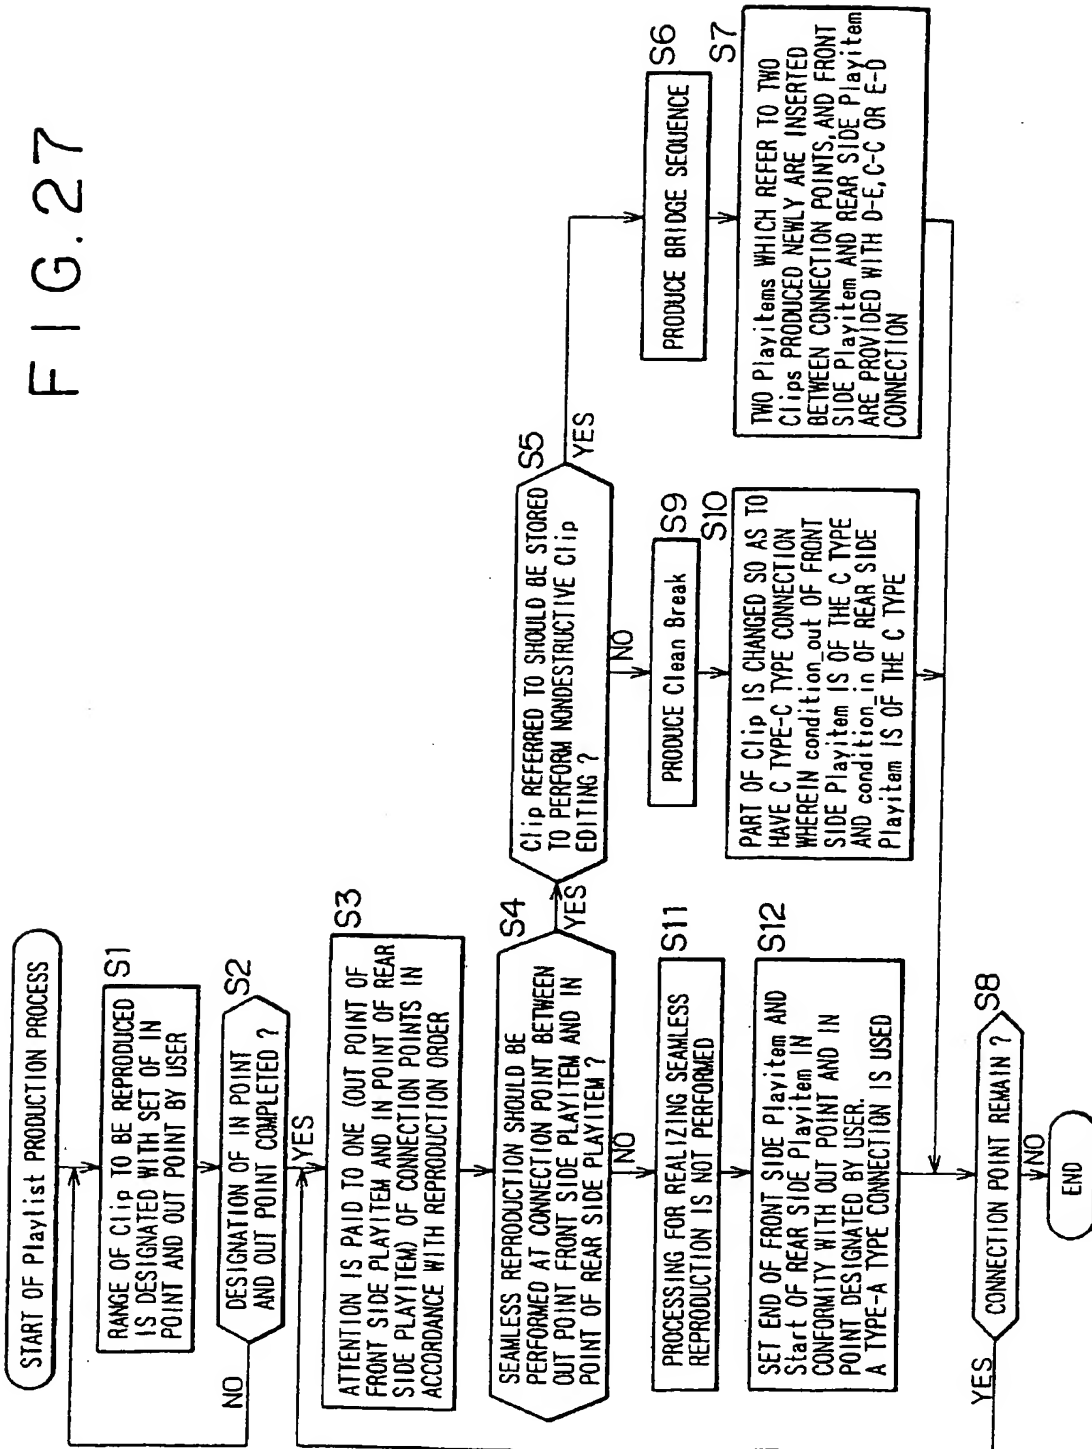 FIG.27
START OF Playlist PRODUCTION PROCESS
S1
RANGE OF Clip TO BE REPRODUCED
IS DESIGNATED WITH SET OF IN
POINT AND OUT POINT BY USER
S2
DESIGNATION OF IN POINT
AND OUT POINT COMPLETED ?
NO
YES
S3
ATTENTION IS PAID TO ONE (OUT POINT OF
FRONT SIDE PLAYITEM AND IN POINT OF REAR
SIDE PLAYITEM) OF CONNECTION POINTS IN
ACCORDANCE WITH REPRODUCTION ORDER
S4
SEAMLESS REPRODUCTION SHOULD BE
PERFORMED AT CONNECTION POINT BETWEEN
OUT POINT FRONT SIDE PLAYITEM AND IN
POINT OF REAR SIDE PLAYITEM ?
YES
NO
S5
Clip REFERRED TO SHOULD BE STORED
TO PERFORM NONDESTRUCTIVE Clip
EDITING ?
YES
NO
S6
PRODUCE BRIDGE SEQUENCE
S7
TWO Playitems WHICH REFER TO TWO
Clips PRODUCED NEWLY ARE INSERTED
BETWEEN CONNECTION POINTS, AND FRONT
SIDE Playitem AND REAR SIDE Playitem
ARE PROVIDED WITH D-E, C-C OR E-D
CONNECTION
S9
PRODUCE Clean Break
S10
PART OF Clip IS CHANGED SO AS TO
HAVE C TYPE-C TYPE CONNECTION
WHEREIN condition_out OF FRONT
SIDE Playitem IS OF THE C TYPE
AND condition_in OF REAR SIDE
Playitem IS OF THE C TYPE
S11
PROCESSING FOR REALIZING SEAMLESS
REPRODUCTION IS NOT PERFORMED
S12
SET END OF FRONT SIDE Playitem AND
Start OF REAR SIDE Playitem IN
CONFORMITY WITH OUT POINT AND IN
POINT DESIGNATED BY USER.
A TYPE-A TYPE CONNECTION IS USED
S8
CONNECTION POINT REMAIN ?
YES
NO
END